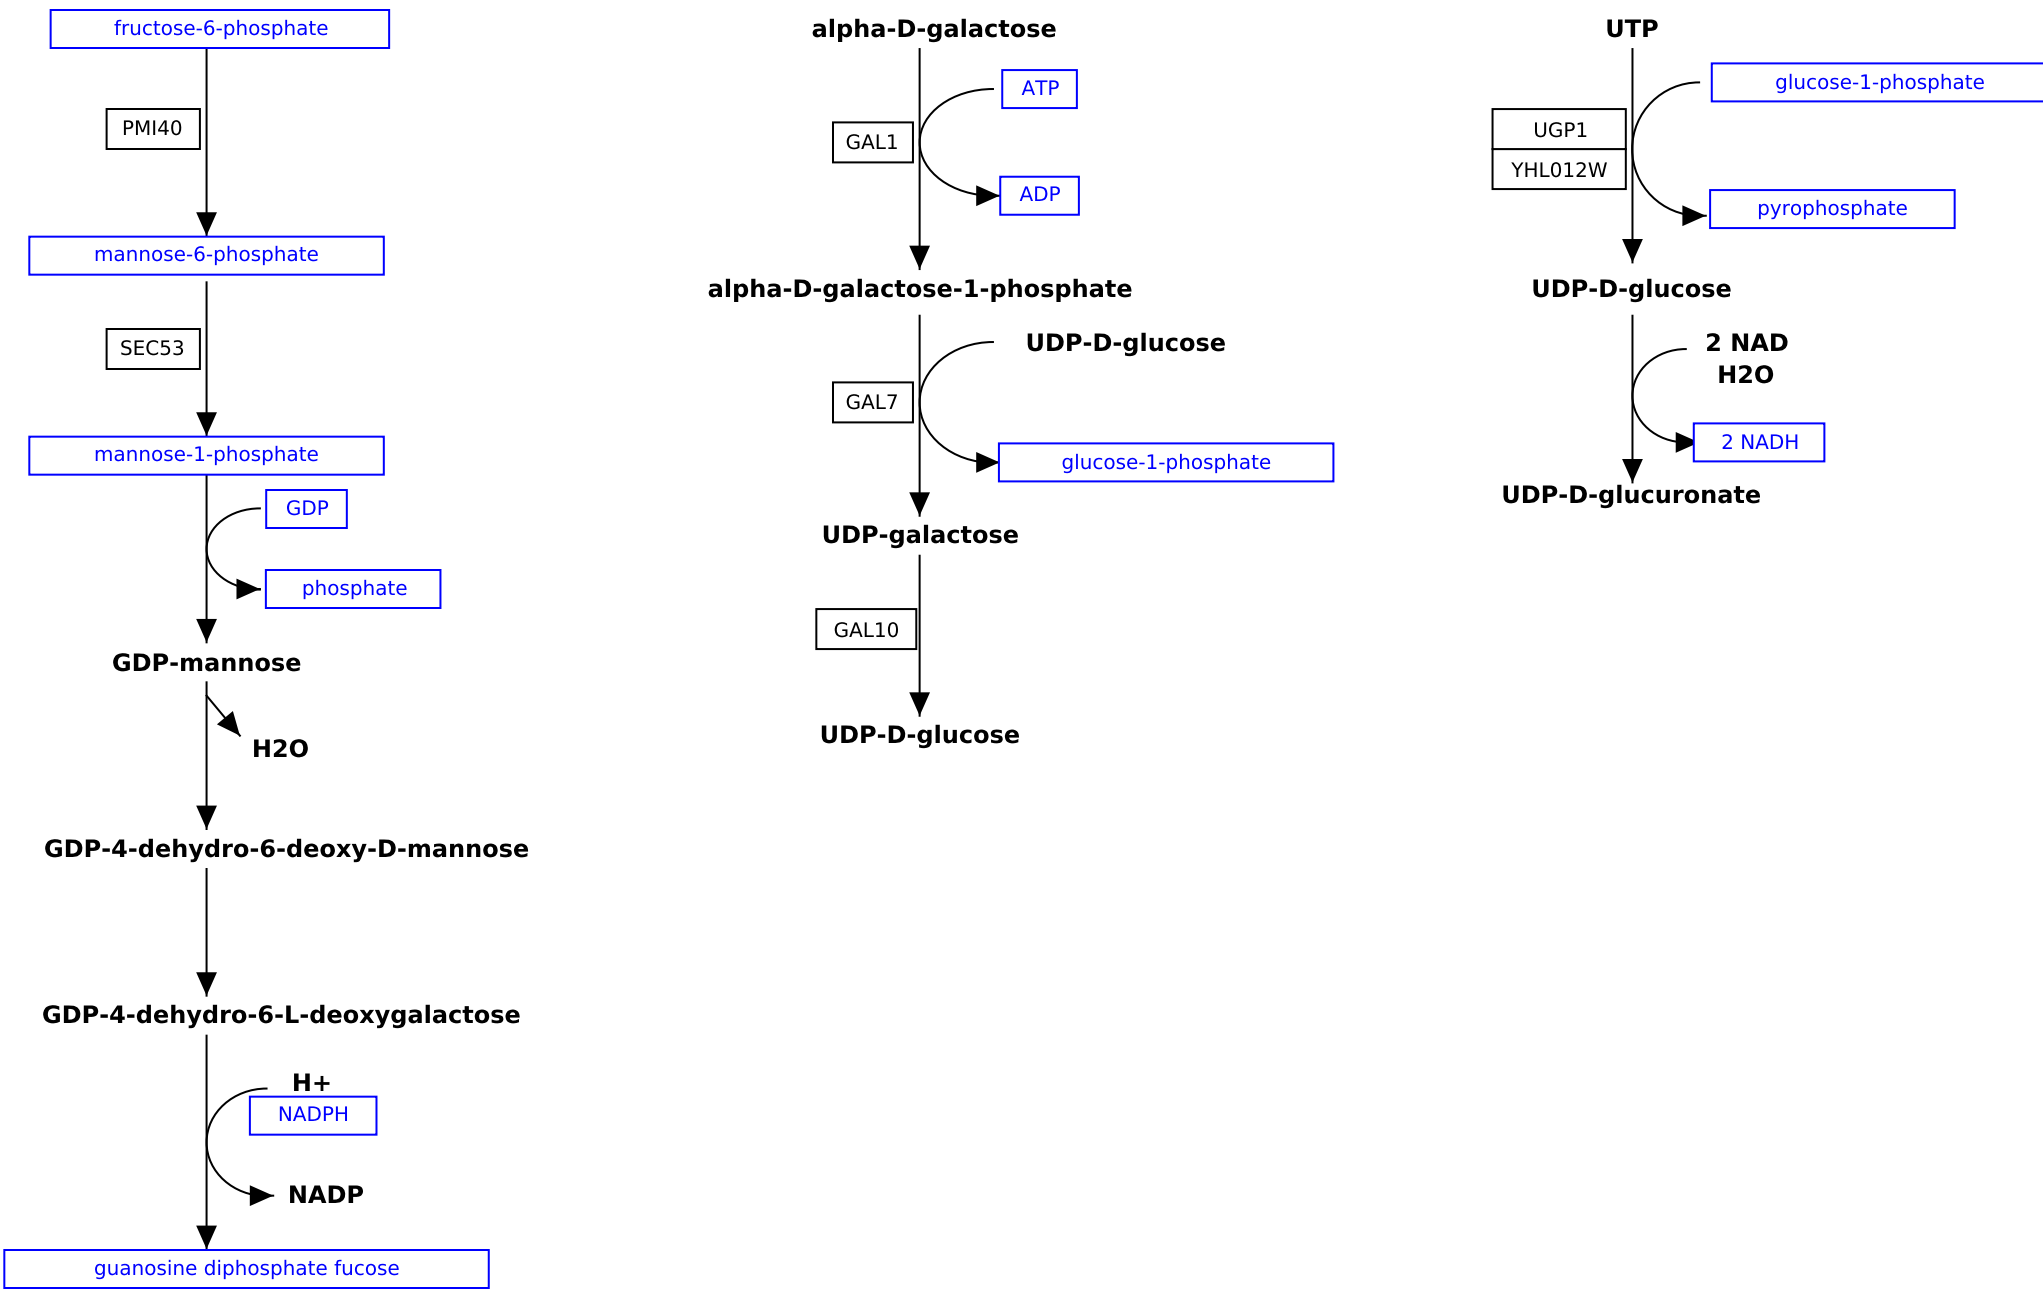 fructose-6-phosphate
PMI40
mannose-6-phosphate
SEC53
mannose-1-phosphate
GDP
phosphate
GDP-mannose
H2O
GDP-4-dehydro-6-deoxy-D-mannose
GDP-4-dehydro-6-L-deoxygalactose
H+
NADPH
NADP
guanosine diphosphate fucose
alpha-D-galactose
ATP
GAL1
ADP
alpha-D-galactose-1-phosphate
UDP-D-glucose
GAL7
glucose-1-phosphate
UDP-galactose
GAL10
UDP-D-glucose
UTP
glucose-1-phosphate
UGP1
YHL012W
pyrophosphate
UDP-D-glucose
2 NAD
H2O
2 NADH
UDP-D-glucuronate